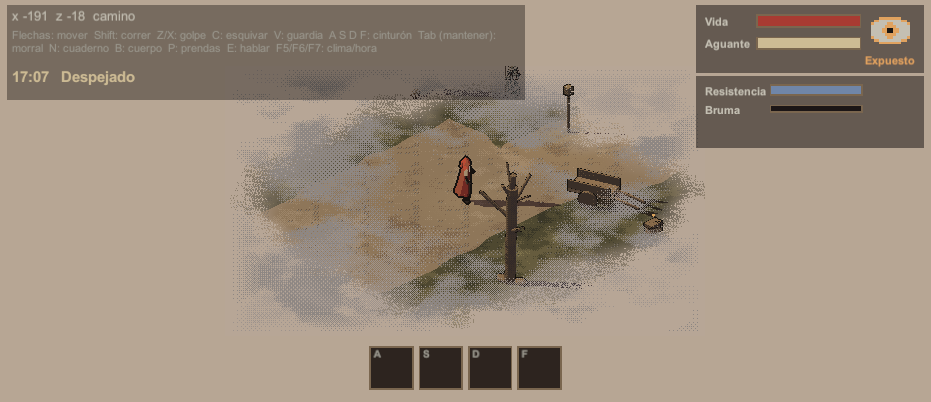 x -191 z -18 camino
Flechas: mover Shift: correr Z/X: golpe C: esquivar V: guardia A S D F: cinturón Tab (mantener):
morral N: cuaderno B: cuerpo P: prendas E: hablar F5/F6/F7: clima/hora
17:07 Despejado
Vida
Aguante
Expuesto
Resistencia
Bruma
A S D F